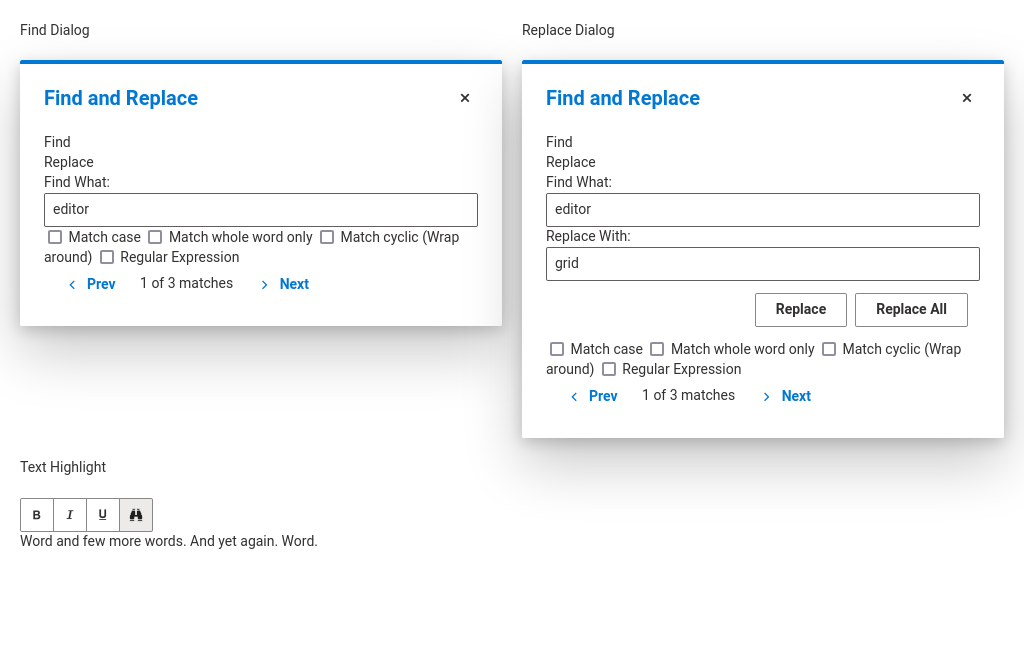 Find Dialog
Find and Replace ×
Find
Replace
Find What:
editor
Match case Match whole word only Match cyclic (Wrap
around) Regular Expression
Prev 1 of 3 matches Next
Replace Dialog
Find and Replace ×
Find
Replace
Find What:
editor
Replace With:
grid
Replace Replace All
Match case Match whole word only Match cyclic (Wrap
around) Regular Expression
Prev 1 of 3 matches Next
Text Highlight
B I U
Word and few more words. And yet again. Word.